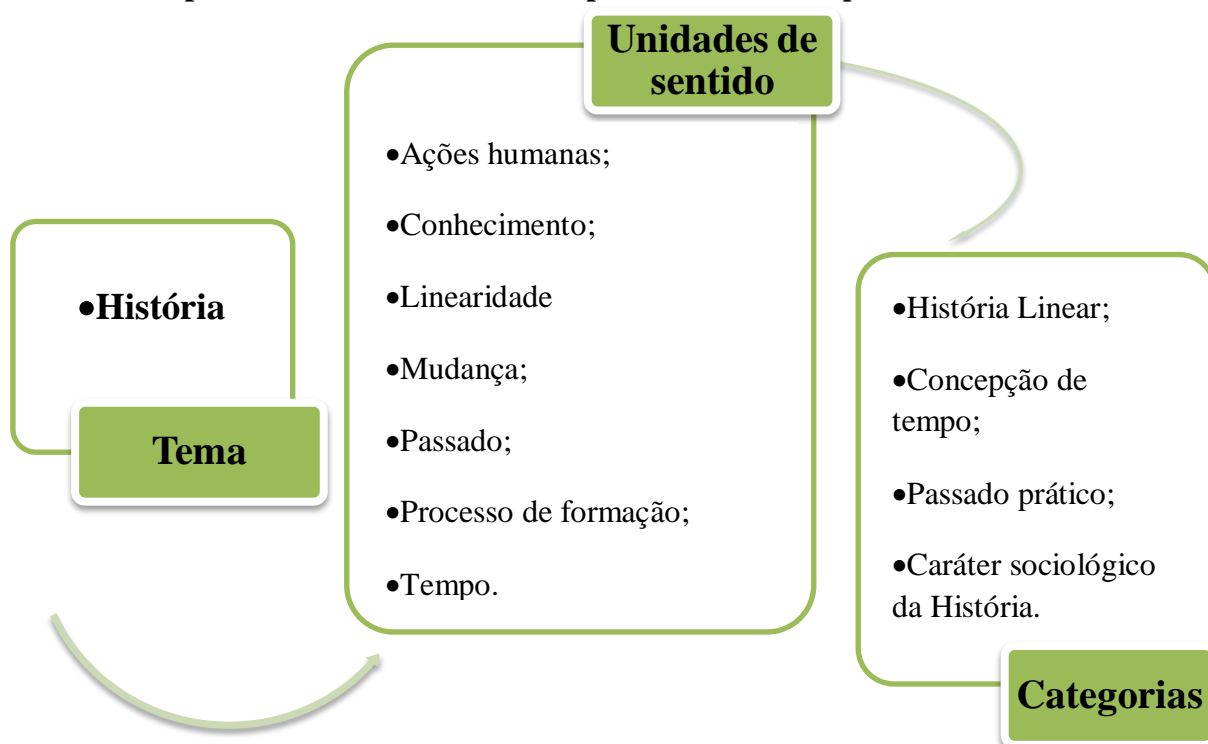 •História
Tema
Unidades de
sentido
•Ações humanas;
•Conhecimento;
•Linearidade
•Mudança;
•Passado;
•Processo de formação;
•Tempo.
•História Linear;
•Concepção de
tempo;
•Passado prático;
•Caráter sociológico
da História.
Categorias